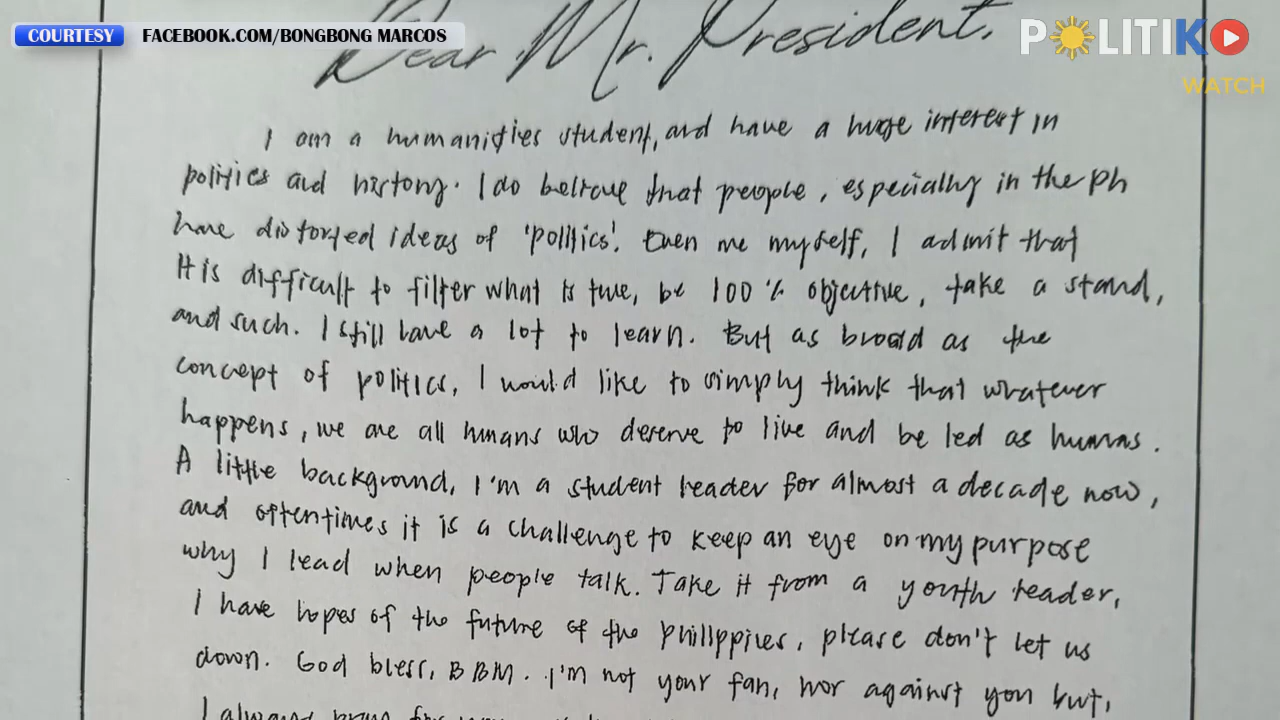 COURTESY FACEBOOK.COM/BONGBONG MARCOS
POLITIKO
WATCH
Dear Mr. President,
I am a humanities student, and have a huge interest in
politics and history. I do believe that people, especially in the Ph
have distorted ideas of 'politics'. Even me myself, I admit that
It is difficult to filter what is true, be 100% objective, take a stand,
and such. I still have a lot to learn. But as broad as the
concept of politics, I would like to simply think that whatever
happens, we are all humans who deserve to live and be led as humans.
A little background, I'm a student leader for almost a decade now,
and oftentimes it is a challenge to keep an eye on my purpose
why I lead when people talk. Take it from a youth leader,
I have hopes of the future of the Philippines, please don't let us
down. God bless, BBM. I'm not your fan, nor against you but,
I always pray for